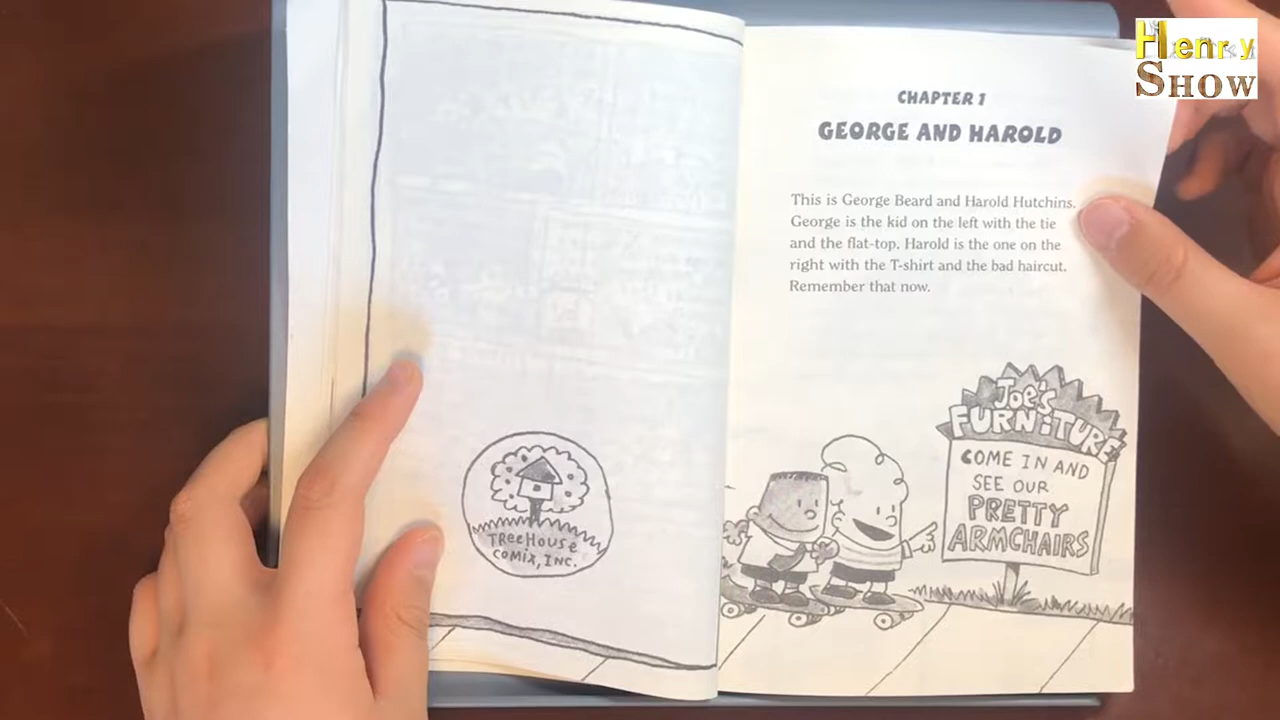 Henry
SHOW
TREEHOUSE
COMIX, INC.
CHAPTER 1
GEORGE AND HAROLD
This is George Beard and Harold Hutchins.
George is the kid on the left with the tie
and the flat-top. Harold is the one on the
right with the T-shirt and the bad haircut.
Remember that now.
JOE'S
FURNITURE
COME IN AND
SEE OUR
PRETTY
ARMCHAIRS